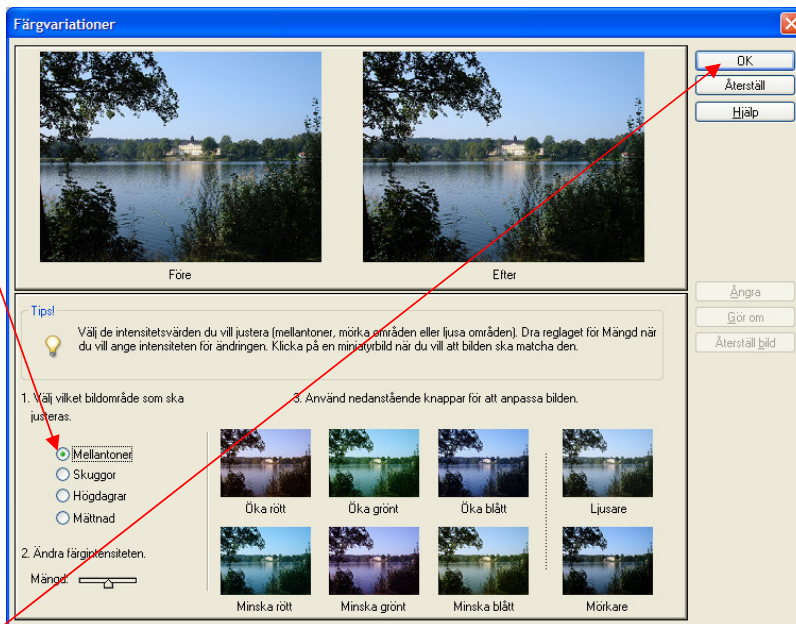 Färgvariationer
OK
Återställ
Hjälp
Före
Efter
Ångra
Gör om
Återställ bild
Tips!
Välj de intensitetsvärden du vill justera (mellantoner, mörka områden eller ljusa områden). Dra reglaget för Mängd när
du vill ange intensiteten för ändringen. Klicka på en miniatyrbild när du vill att bilden ska matcha den.
1. Välj vilket bildområde som ska
justeras.
3. Använd nedanstående knappar för att anpassa bilden.
Mellantoner
Skuggor
Högdagrar
Mättnad
2. Ändra färgintensiteten.
Mängd:
Öka rött
Öka grönt
Öka blått
Ljusare
Minska rött
Minska grönt
Minska blått
Mörkare